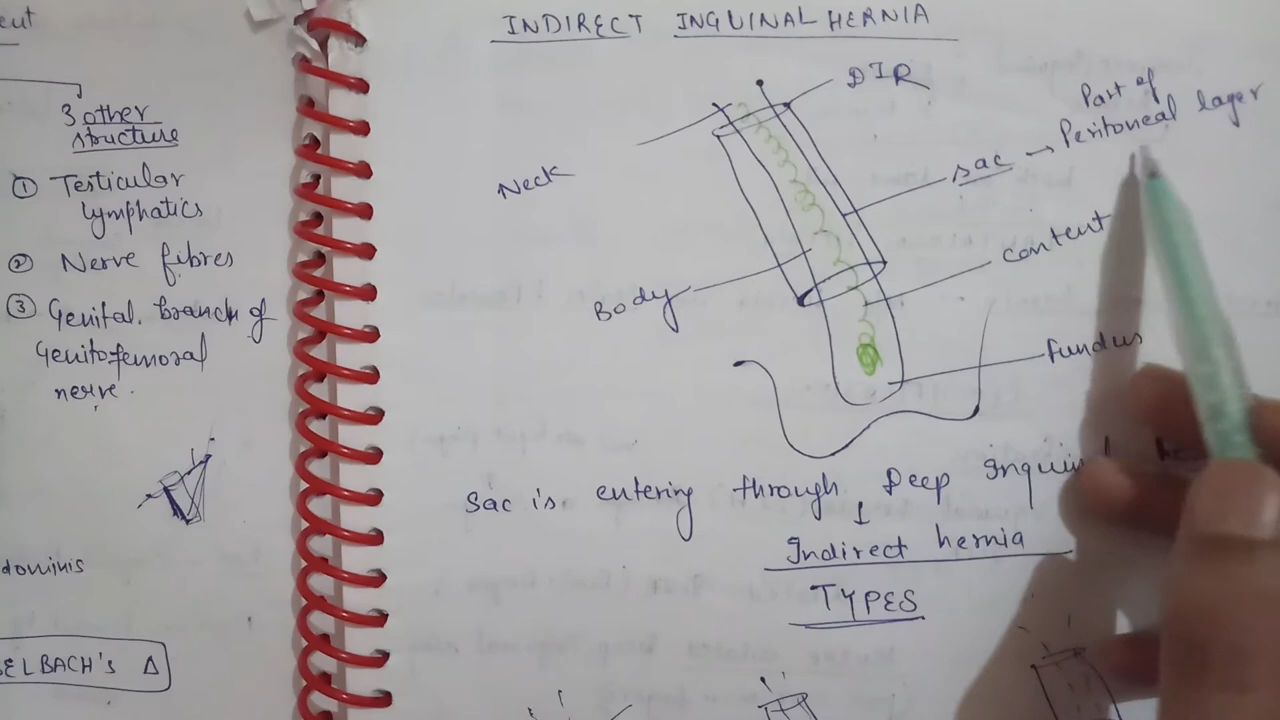 3 other
structure
① Testicular
lymphatics
② Nerve fibres
③ Genital. branch of
Genitofemoral
nerve.
dominis
ELBACH'S Δ
INDIRECT INGUINAL HERNIA
DIR
Part of
sac → Peritoneal layer
Neck
content
Body
fundus
Sac is entering through Deep Inguin
↓
Indirect hernia
TYPES